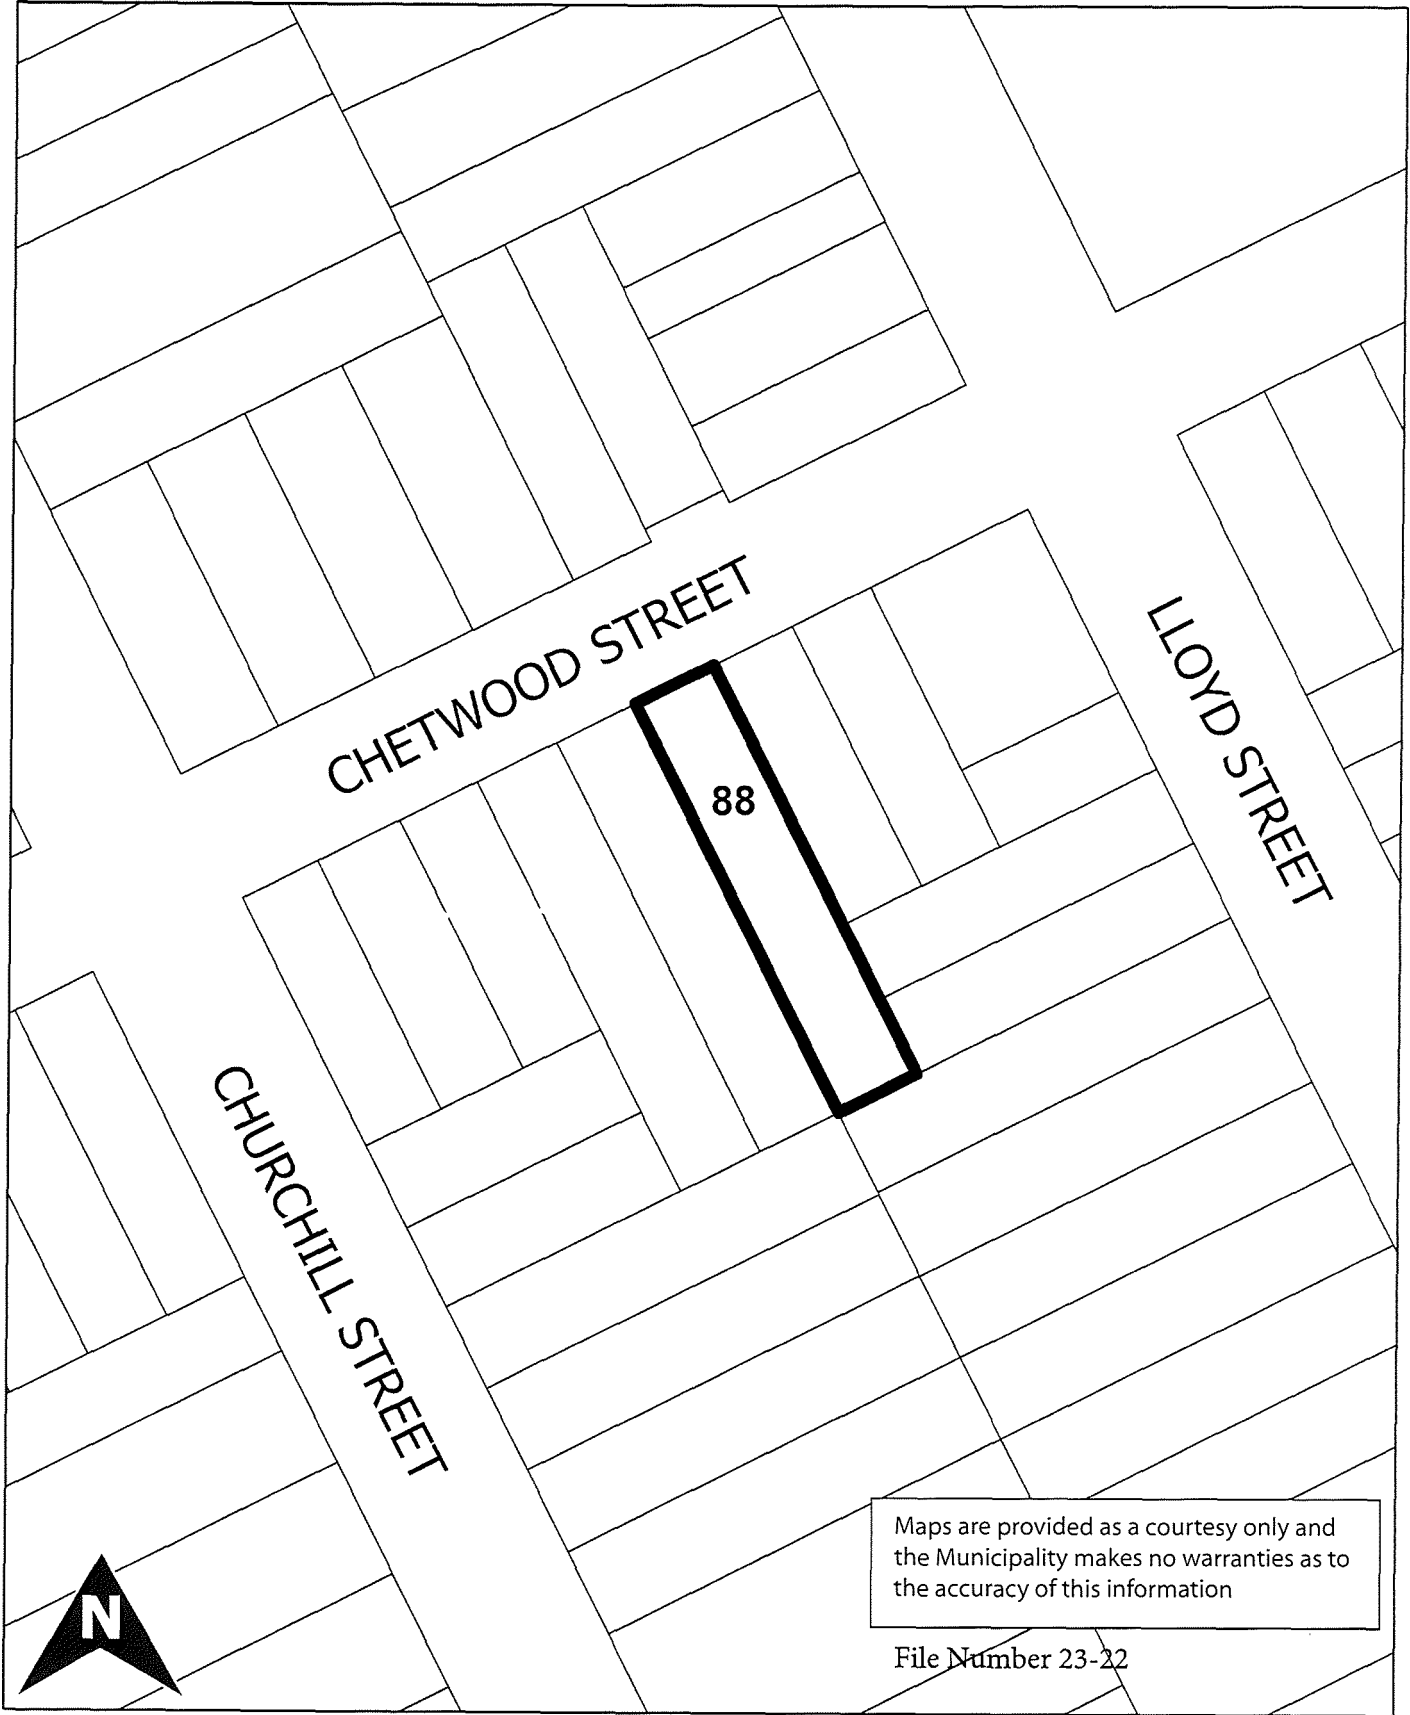 CHETWOOD STREET
LLOYD STREET
88
CHURCHILL STREET
Maps are provided as a courtesy only and
the Municipality makes no warranties as to
the accuracy of this information
File Number 23-22
N